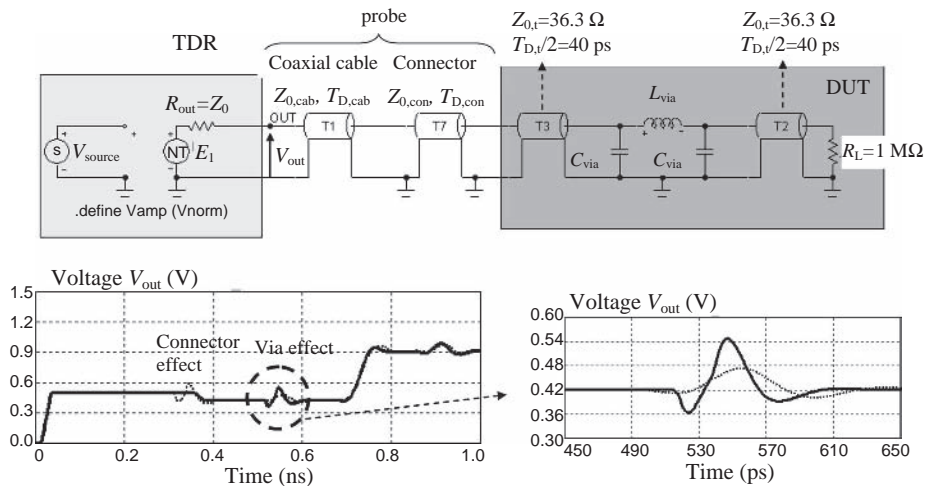 probe
Z0,t=36.3 Ω
TD,t/2=40 ps
Z0,t=36.3 Ω
TD,t/2=40 ps
TDR
Coaxial cable
Connector
DUT
Rout=Z0
OUT
Z0,cab, TD,cab
Z0,con, TD,con
Lvia
T1
T7
T3
T2
S
Vsource
NT
E1
Vout
Cvia
Cvia
RL=1 MΩ
.define Vamp (Vnorm)
Voltage Vout (V)
1.5
1.2
0.9
0.6
0.3
0.0
Connector
effect
Via effect
0
0.2
0.4
0.6
0.8
1.0
Time (ns)
Voltage Vout (V)
0.60
0.54
0.48
0.42
0.36
0.30
450
490
530
570
610
650
Time (ps)